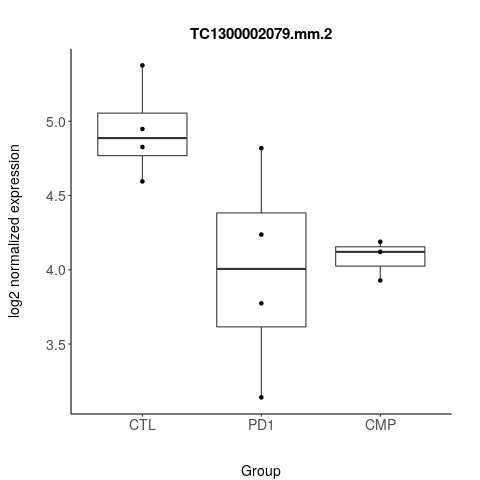 TC1300002079.mm.2
log2 normalized expression
5.0
4.5
4.0
3.5
CTL PD1 CMP
Group